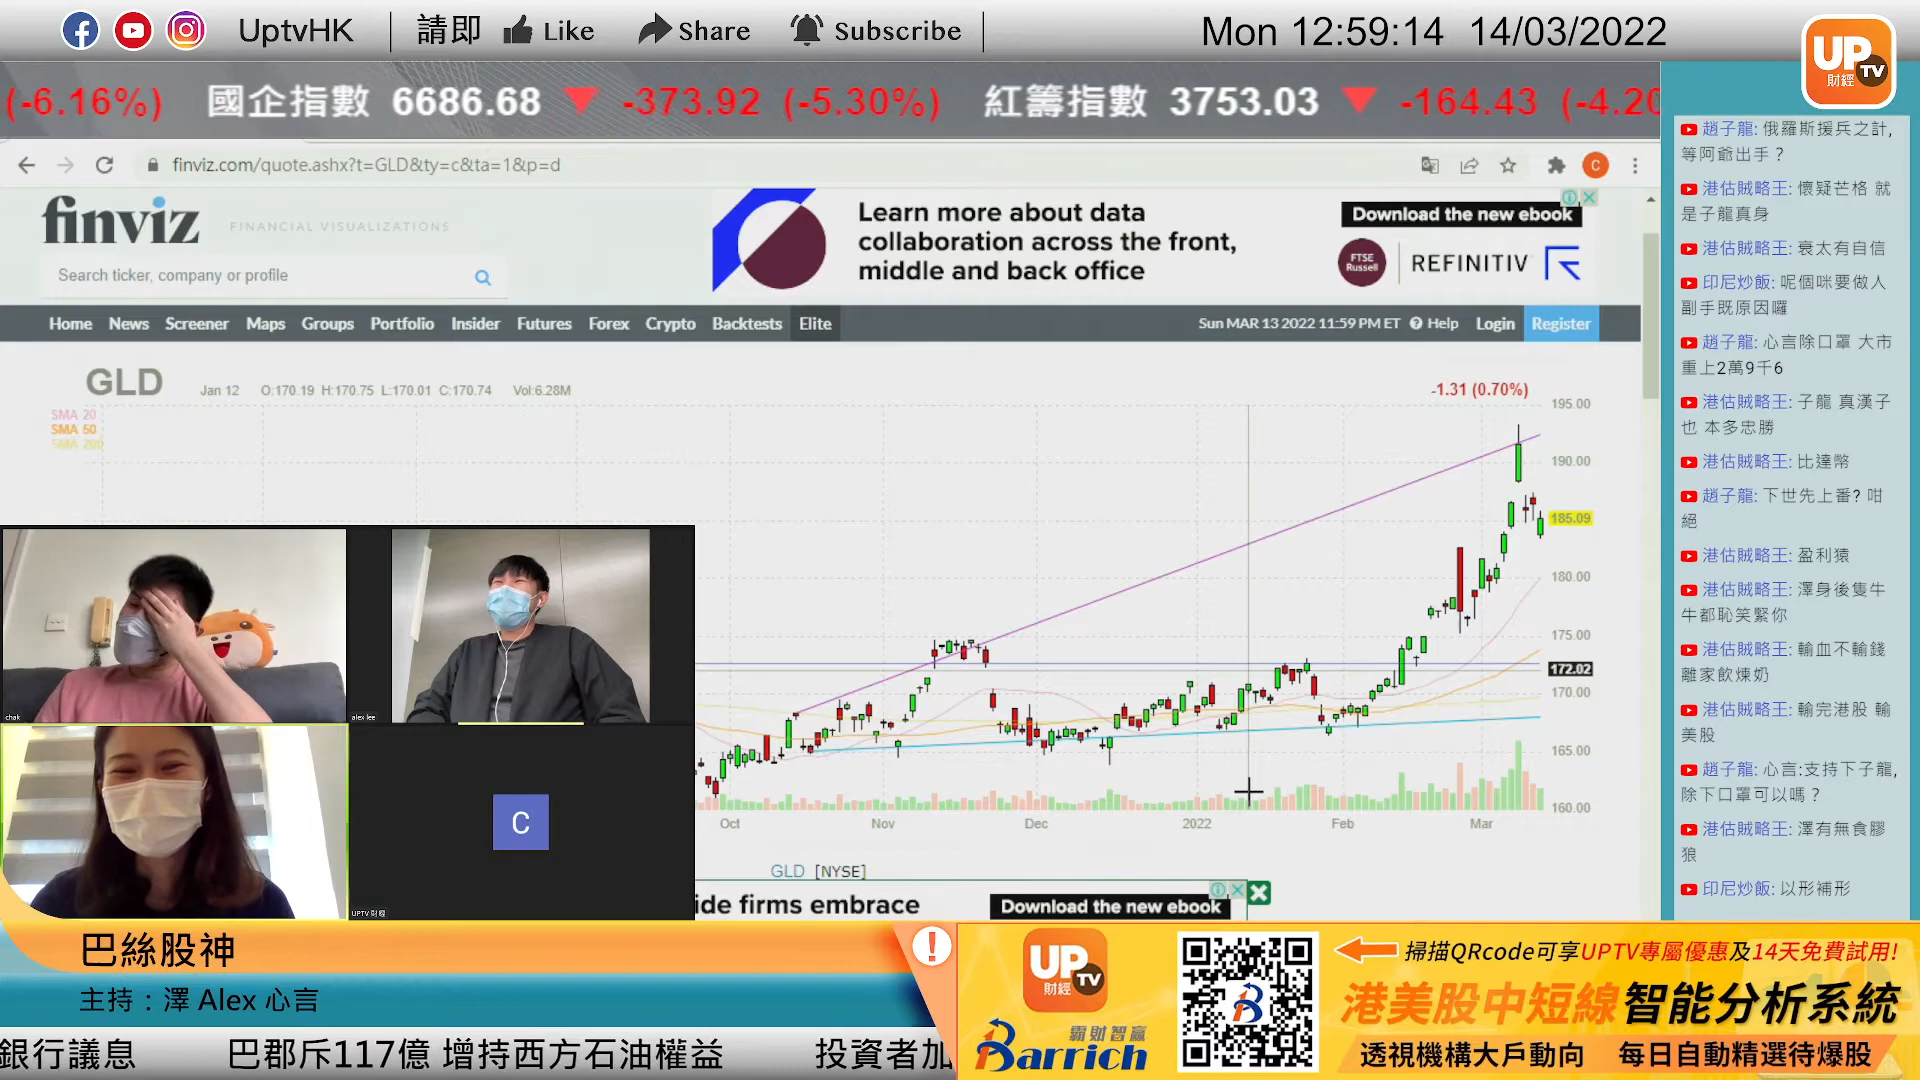 UptvHK
請即
Like
Share
Subscribe
Mon 12:59:14 14/03/2022
UP TV 財經
(-6.16%) 國企指數 6686.68 ▼ -373.92 (-5.30%) 紅籌指數 3753.03 ▼ -164.43 (-4.20
finviz.com/quote.ashx?t=GLD&ty=c&ta=1&p=d
C
finviz
FINANCIAL VISUALIZATIONS
Search ticker, company or profile
Learn more about data
collaboration across the front,
middle and back office
Download the new ebook
FTSE
Russell
REFINITIV
Home News Screener Maps Groups Portfolio Insider Futures Forex Crypto Backtests Elite
Sun MAR 13 2022 11:59 PM ET Help Login Register
GLD Jan 12 O:170.19 H:170.75 L:170.01 C:170.74 Vol:6.28M
-1.31 (0.70%)
SMA 20
SMA 50
SMA 200
195.00
190.00
185.09
180.00
175.00
172.02
170.00
165.00
160.00
Oct Nov Dec 2022 Feb Mar
GLD [NYSE]
ide firms embrace
Download the new ebook
chak
alex lee
C
UPTV 財經
趙子龍: 俄羅斯援兵之計,
等阿爺出手？
港估賊略王: 懷疑芒格 就
是子龍真身
港估賊略王: 衰太有自信
印尼炒飯: 呢個咪要做人
副手既原因囉
趙子龍: 心言除口罩 大市
重上2萬9千6
港估賊略王: 子龍 真漢子
也 本多忠勝
港估賊略王: 比達幣
趙子龍: 下世先上番? 咁
絕
港估賊略王: 盈利猿
港估賊略王: 澤身後隻牛
牛都恥笑緊你
港估賊略王: 輸血不輸錢
離家飲煉奶
港估賊略王: 輸完港股 輸
美股
趙子龍: 心言:支持下子龍,
除下口罩可以嗎？
港估賊略王: 澤有無食膠
狼
印尼炒飯: 以形補形
巴絲股神
主持：澤 Alex 心言
銀行議息 巴郡斥117億 增持西方石油權益 投資者加
!
UP TV 財經
霸財智贏
Barrich
掃描QRcode可享UPTV專屬優惠及14天免費試用!
港美股中短線智能分析系統
透視機構大戶動向 每日自動精選待爆股